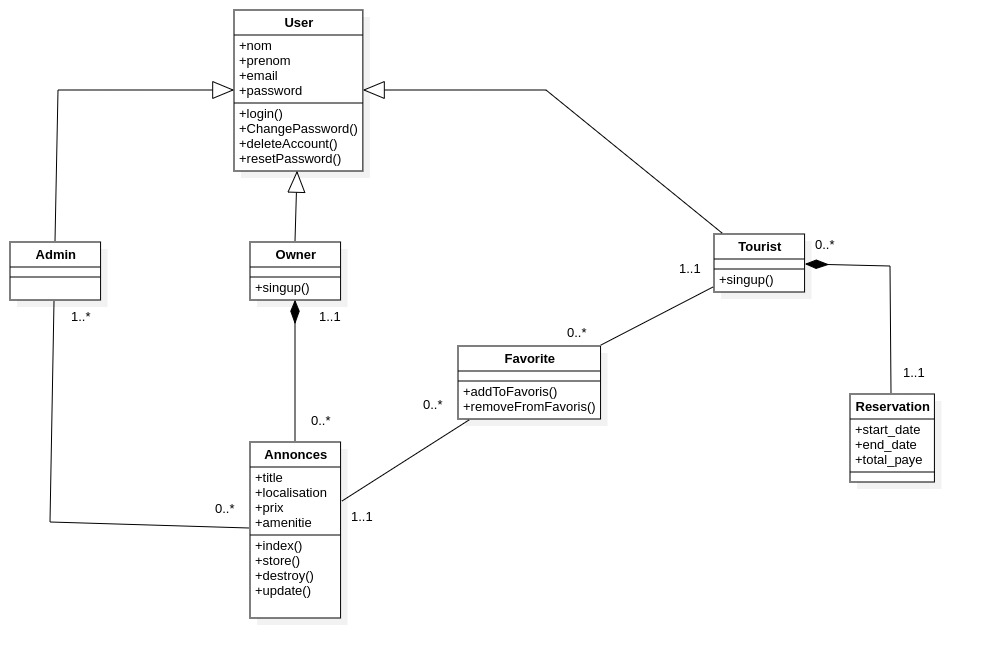 User
+nom
+prenom
+email
+password
+login()
+ChangePassword()
+deleteAccount()
+resetPassword()
Admin
1..*
Owner
+singup()
1..1
Tourist
+singup()
0..*
1..1
0..*
Favorite
+addToFavoris()
+removeFromFavoris()
0..*
1..1
Reservation
+start_date
+end_date
+total_paye
0..*
Annonces
+title
+localisation
+prix
+amenitie
+index()
+store()
+destroy()
+update()
0..*
1..1